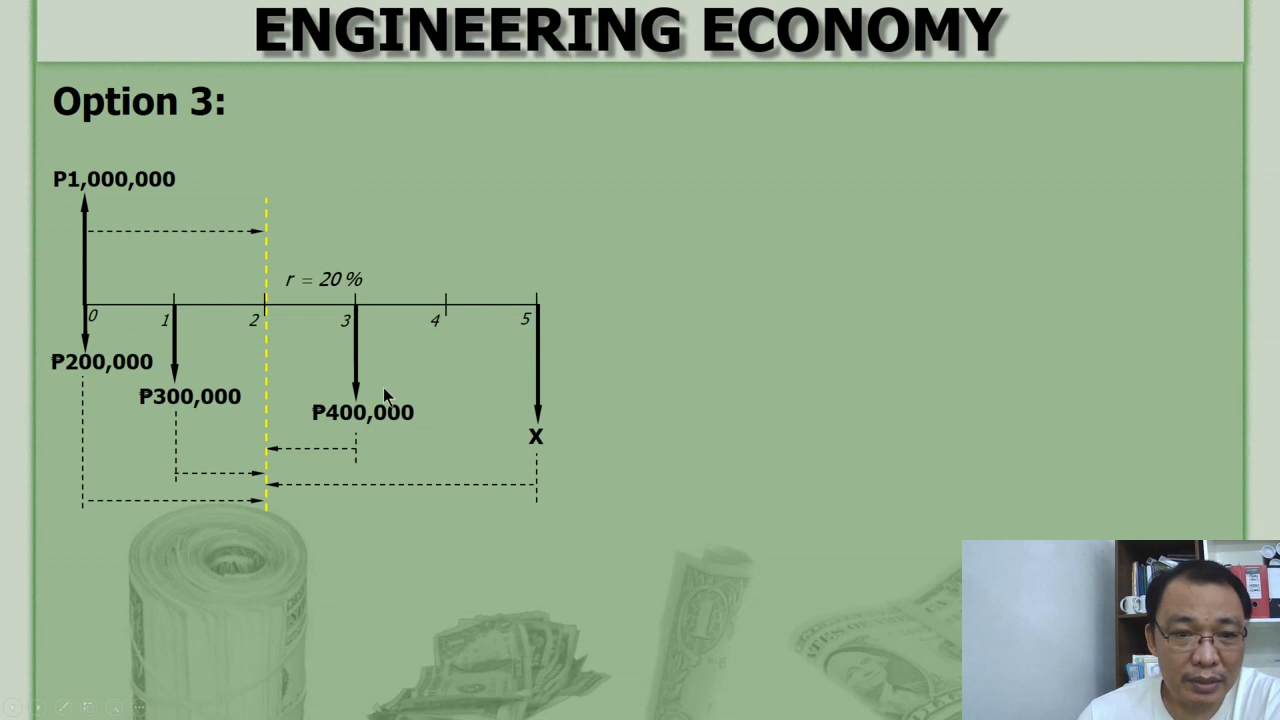 ENGINEERING ECONOMY
Option 3:
P1,000,000
r = 20 %
0
1
2
3
4
5
₱200,000
₱300,000
₱400,000
X